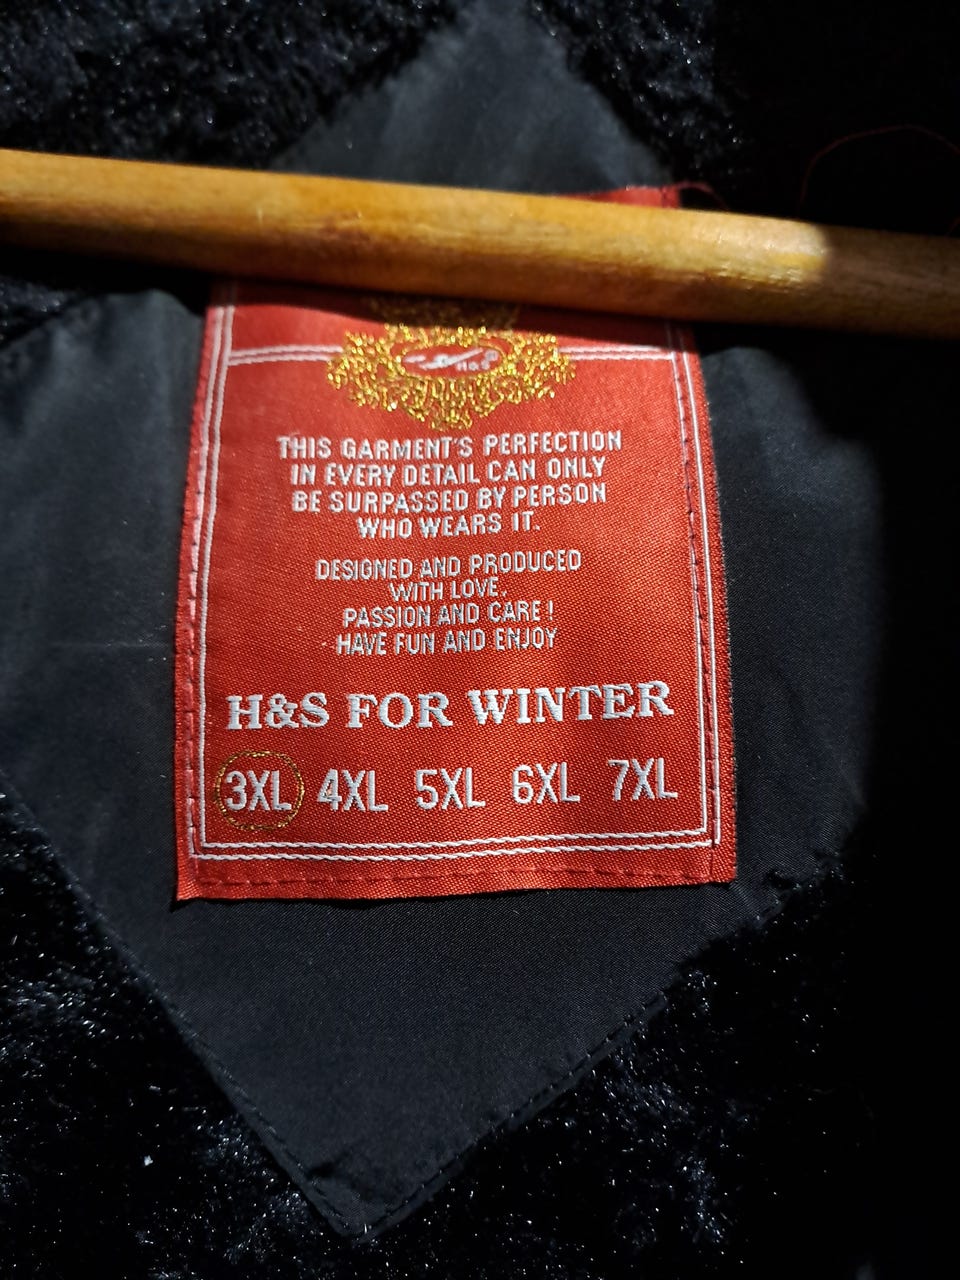 THIS GARMENT'S PERFECTION
IN EVERY DETAIL CAN ONLY
BE SURPASSED BY PERSON
WHO WEARS IT.
DESIGNED AND PRODUCED
WITH LOVE,
PASSION AND CARE!
HAVE FUN AND ENJOY
H&S FOR WINTER
3XL 4XL 5XL 6XL 7XL